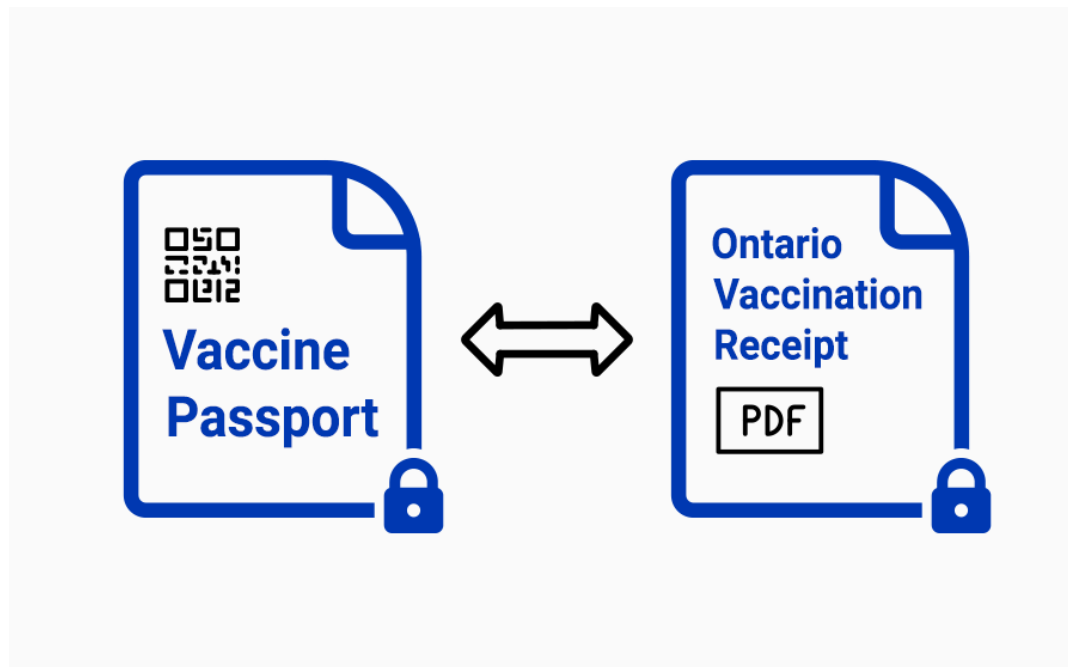 Vaccine
Passport
Ontario
Vaccination
Receipt
PDF